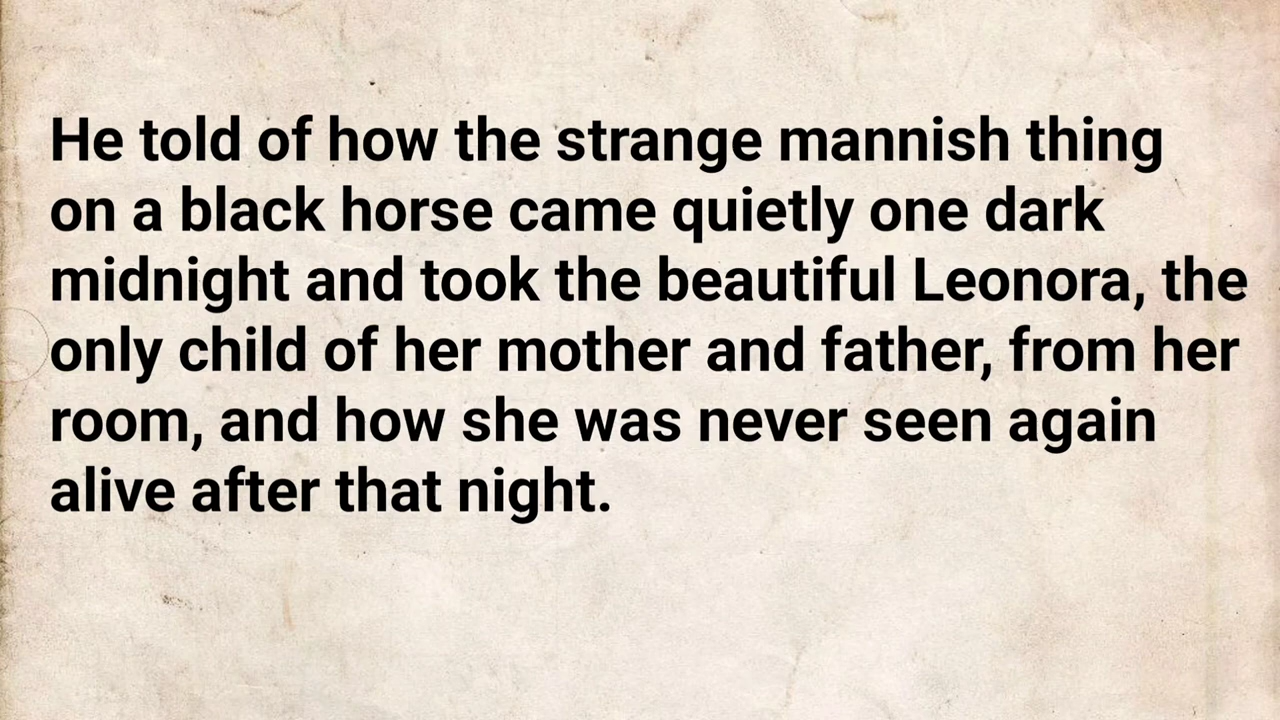 He told of how the strange mannish thing
on a black horse came quietly one dark
midnight and took the beautiful Leonora, the
only child of her mother and father, from her
room, and how she was never seen again
alive after that night.